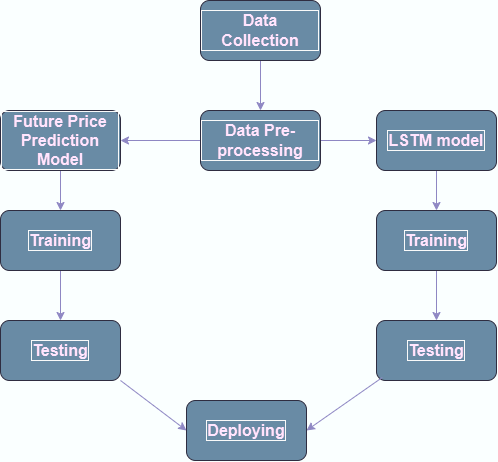 Data
Collection
Future Price
Prediction
Model
Data Pre-
processing
LSTM model
Training
Training
Testing
Testing
Deploying